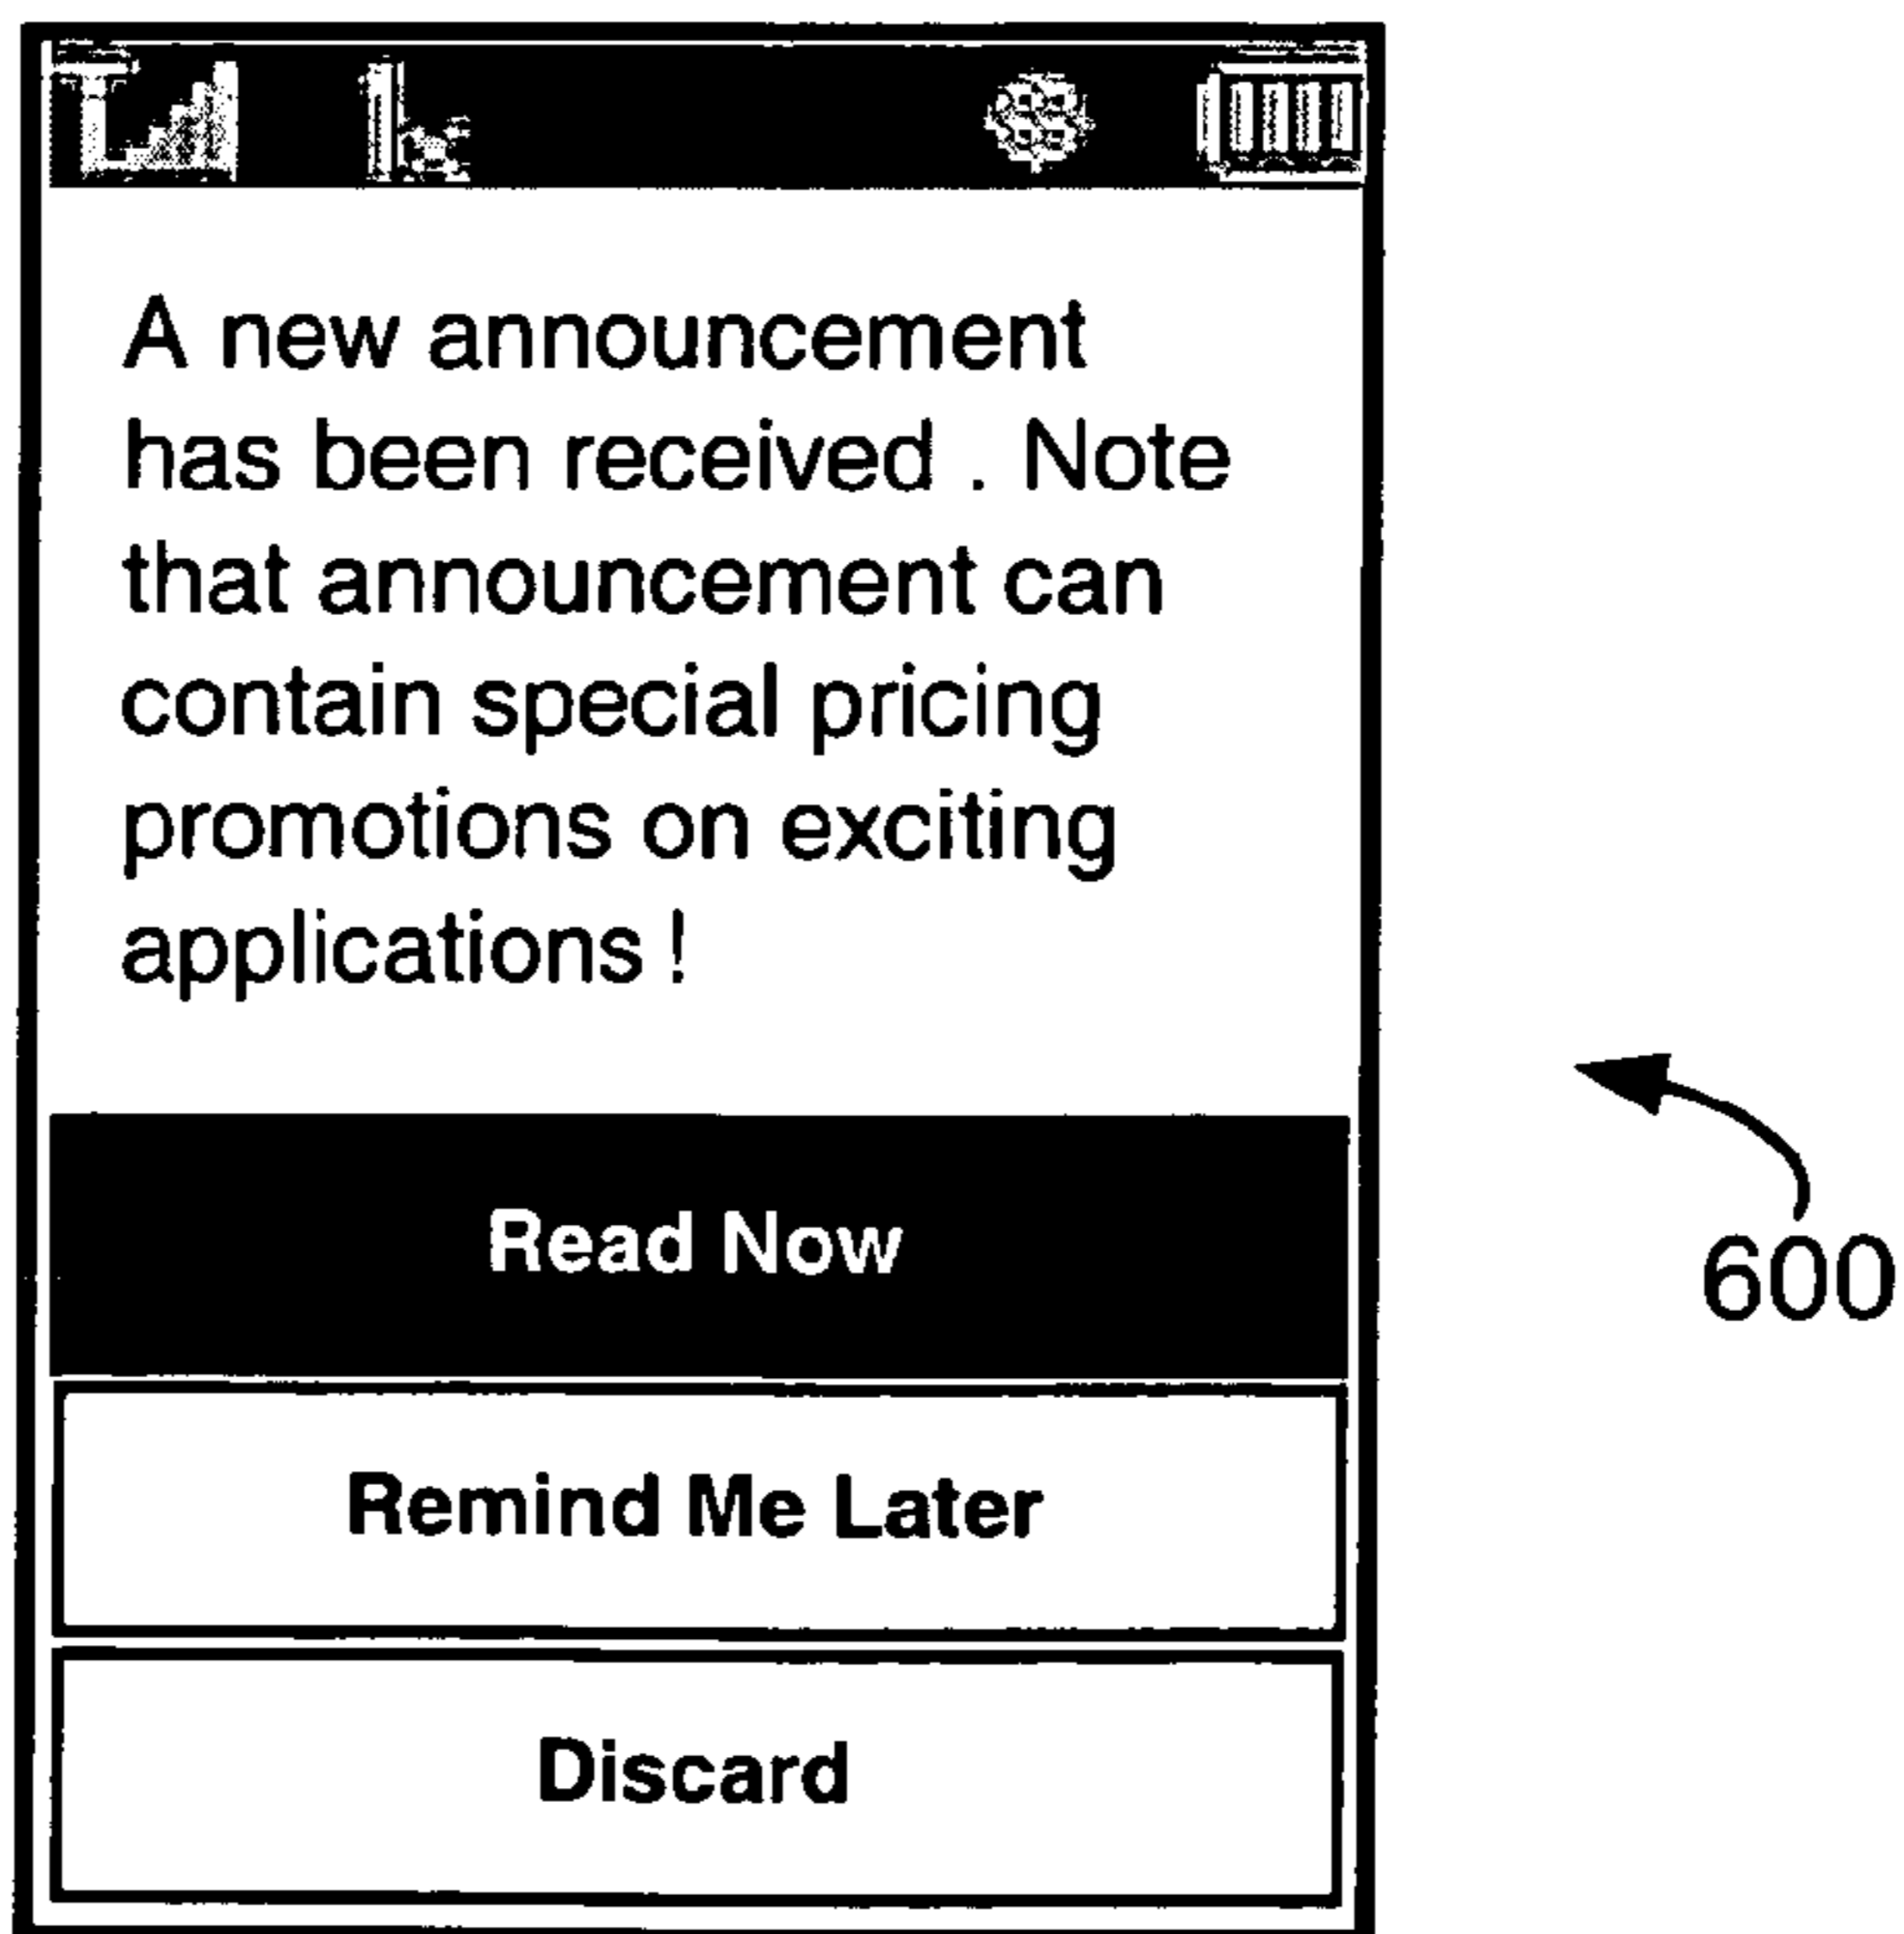 A new announcement
has been received . Note
that announcement can
contain special pricing
promotions on exciting
applications !
Read Now
600
Remind Me Later
Discard